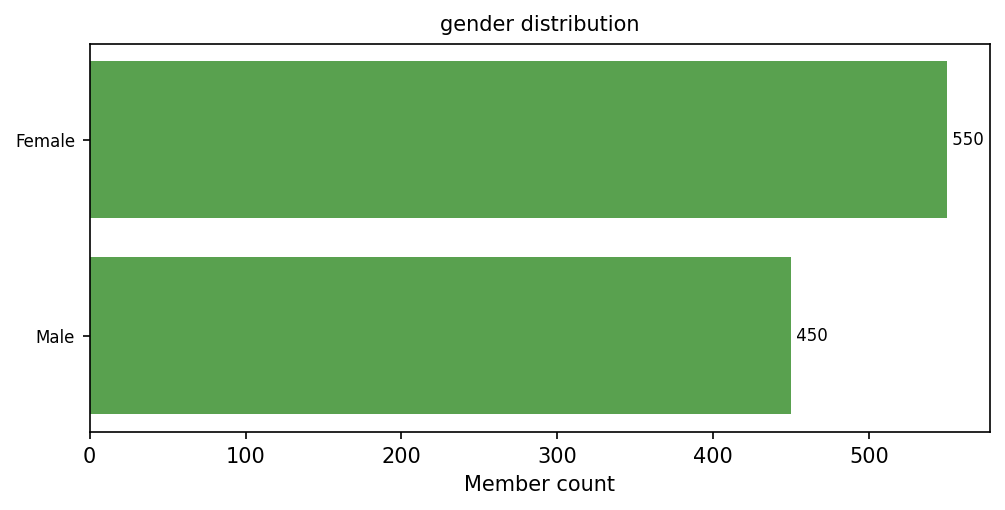 gender distribution
Female
550
Male
450
0 100 200 300 400 500
Member count